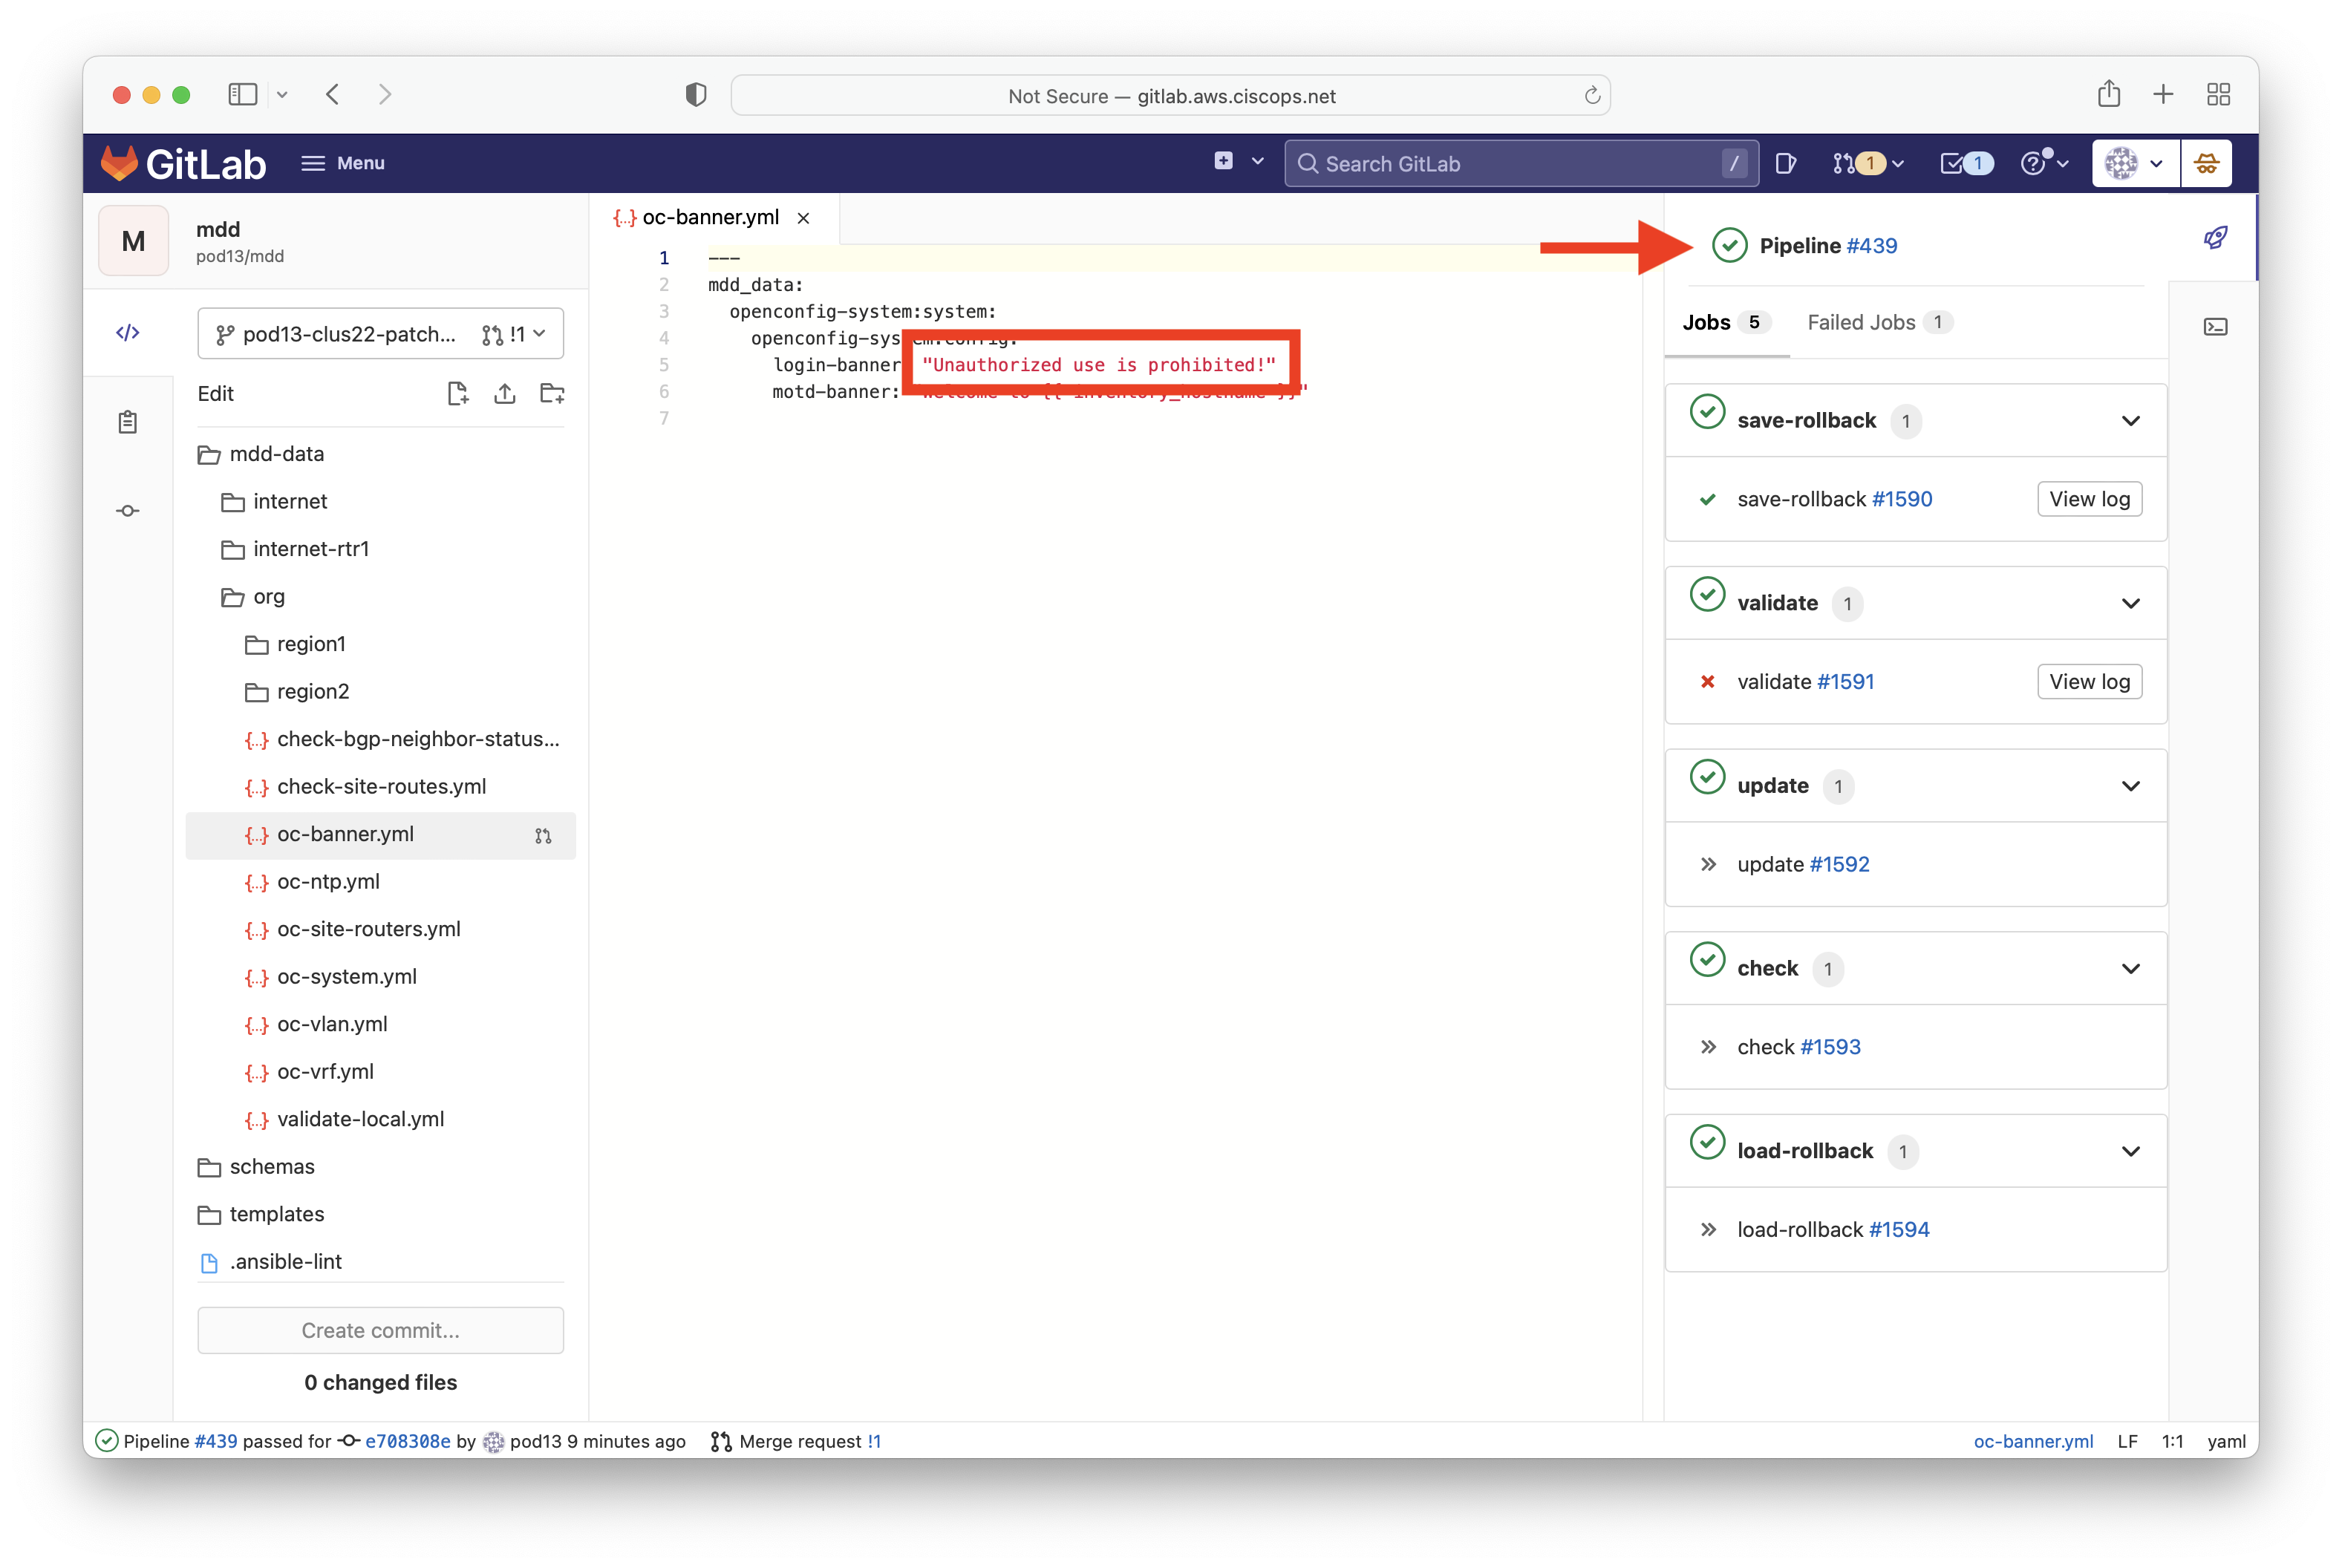 Not Secure — gitlab.aws.ciscops.net
GitLab
Menu
Search GitLab
/
1
1
M
mdd
pod13/mdd
pod13-clus22-patch...
!1
Edit
mdd-data
internet
internet-rtr1
org
region1
region2
{..} check-bgp-neighbor-status...
{..} check-site-routes.yml
{..} oc-banner.yml
{..} oc-ntp.yml
{..} oc-site-routers.yml
{..} oc-system.yml
{..} oc-vlan.yml
{..} oc-vrf.yml
{..} validate-local.yml
schemas
templates
.ansible-lint
Create commit...
0 changed files
{..} oc-banner.yml ×
1 ---
2 mdd_data:
3 openconfig-system:system:
4 openconfig-system:config:
5 login-banner "Unauthorized use is prohibited!"
6 motd-banner: "Welcome to {{ inventory_hostname }}"
7
Pipeline #439
Jobs 5
Failed Jobs 1
save-rollback 1
save-rollback #1590
View log
validate 1
validate #1591
View log
update 1
update #1592
check 1
check #1593
load-rollback 1
load-rollback #1594
Pipeline #439 passed for e708308e by pod13 9 minutes ago
Merge request !1
oc-banner.yml LF 1:1 yaml